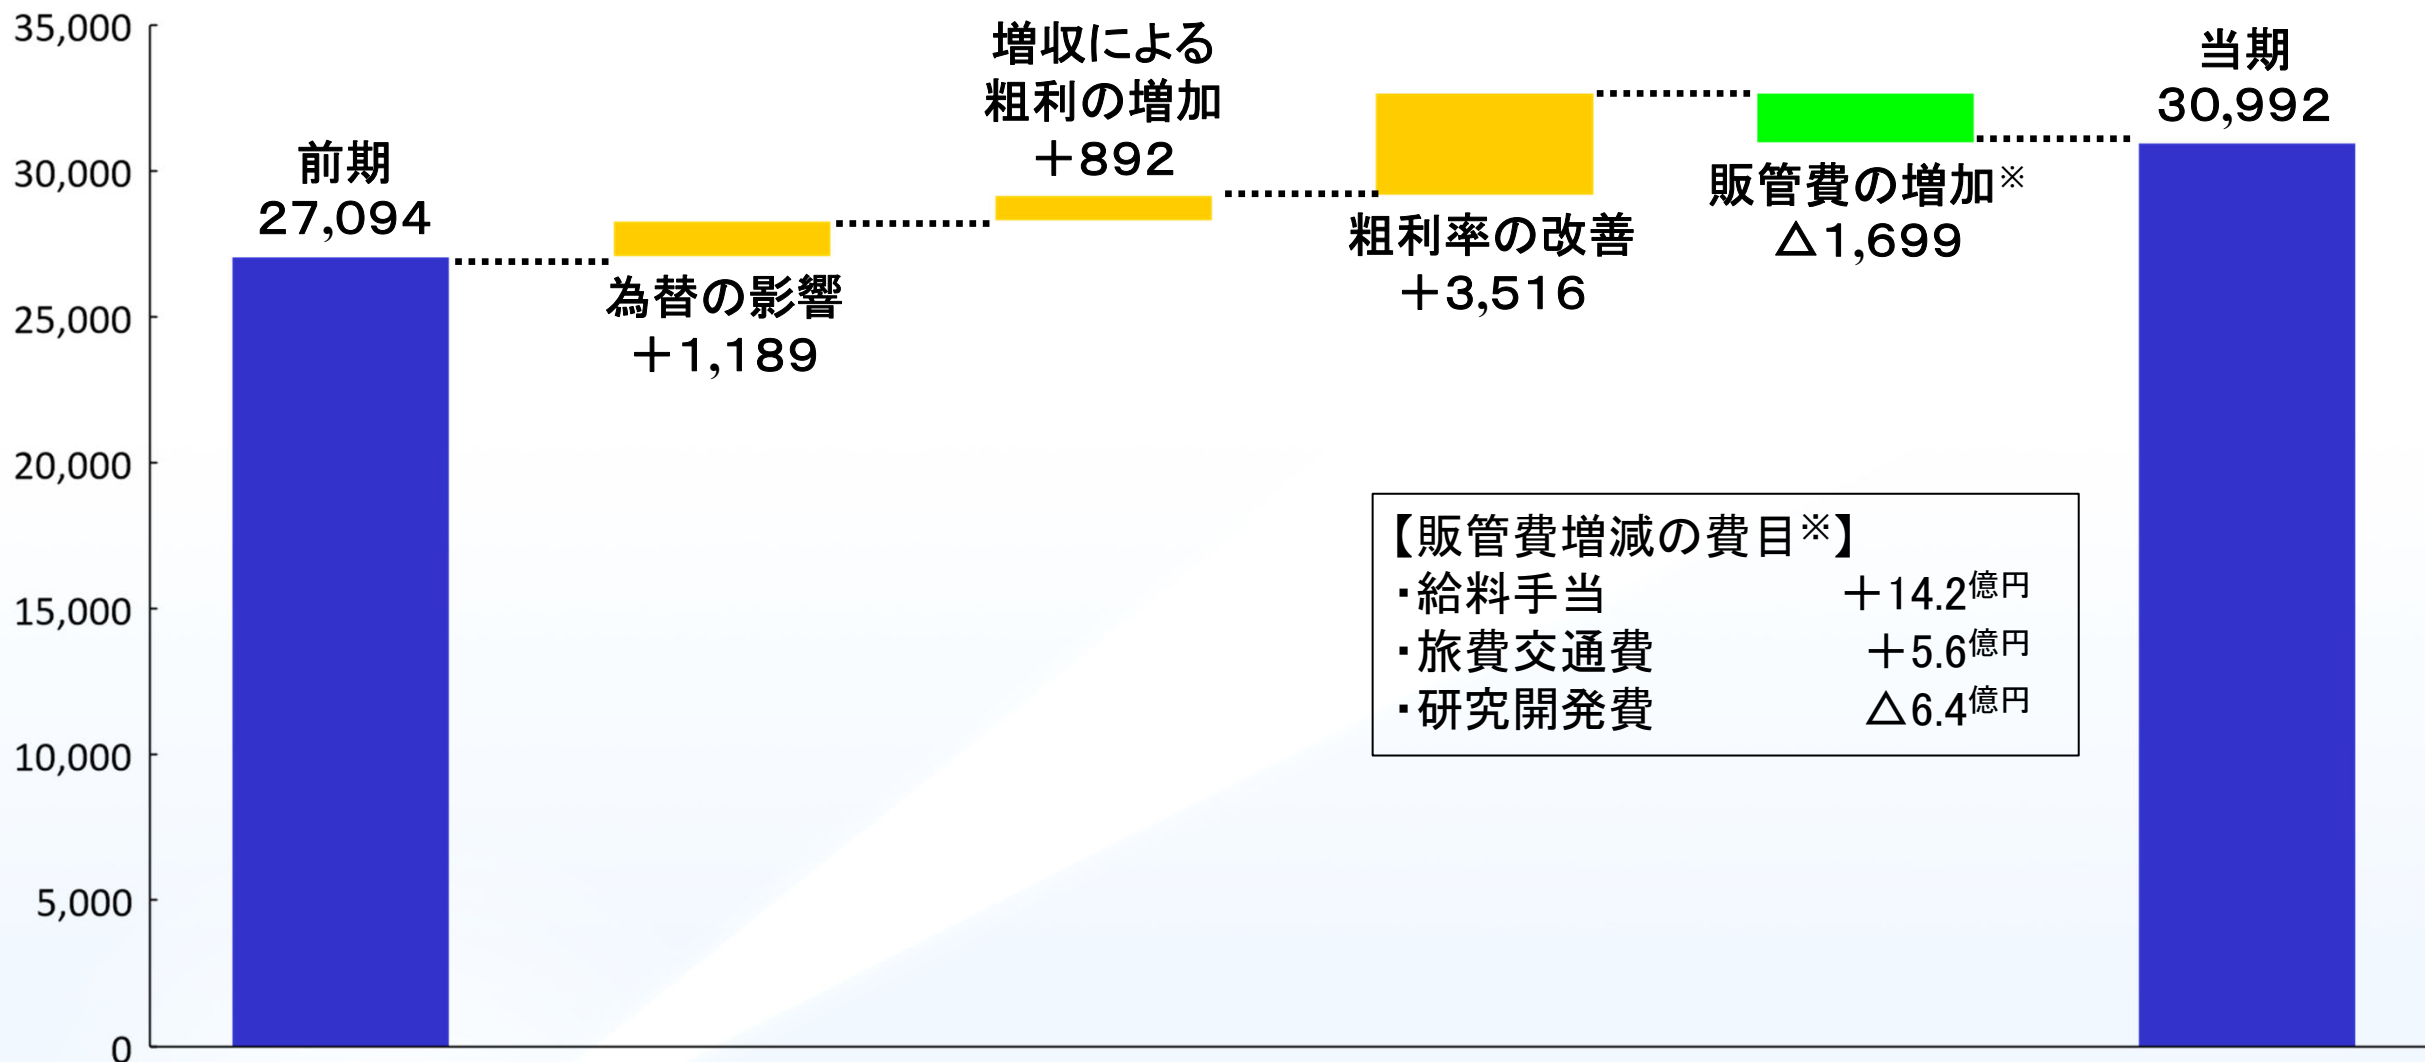 35,000
30,000
25,000
20,000
15,000
10,000
5,000
0
前期
27,094
為替の影響
＋1,189
増収による
粗利の増加
＋892
粗利率の改善
＋3,516
販管費の増加※
△1,699
当期
30,992
【販管費増減の費目※】
・給料手当 ＋14.2億円
・旅費交通費 ＋5.6億円
・研究開発費 △6.4億円